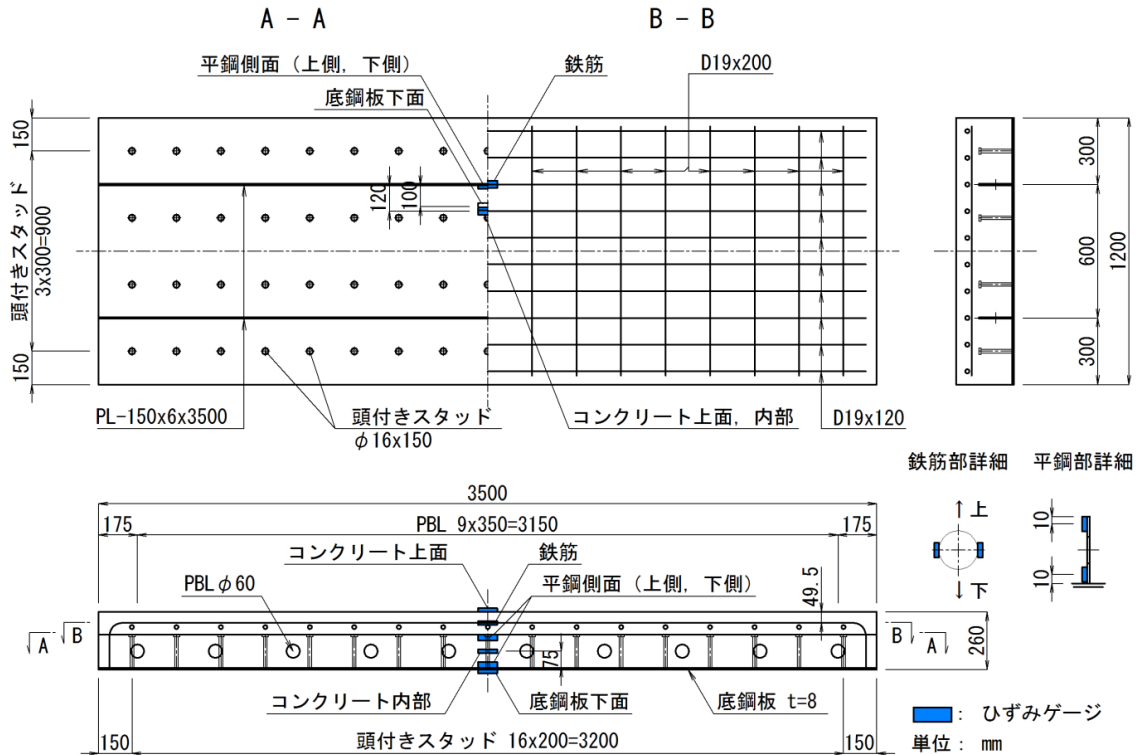 A - A
B - B
平鋼側面 (上側, 下側)
鉄筋
D19x200
底鋼板下面
150
頭付きスタッド
3x300=900
150
120
100
300
600
300
1200
PL-150x6x3500
頭付きスタッド
φ16x150
コンクリート上面, 内部
D19x120
鉄筋部詳細
平鋼部詳細
3500
175
PBL 9x350=3150
175
コンクリート上面
鉄筋
PBLφ60
平鋼側面 (上側, 下側)
49.5
↑上
↓下
10
10
A
B
B
A
75
260
コンクリート内部
底鋼板下面
底鋼板 t=8
150
頭付きスタッド 16x200=3200
150
: ひずみゲージ
単位: mm